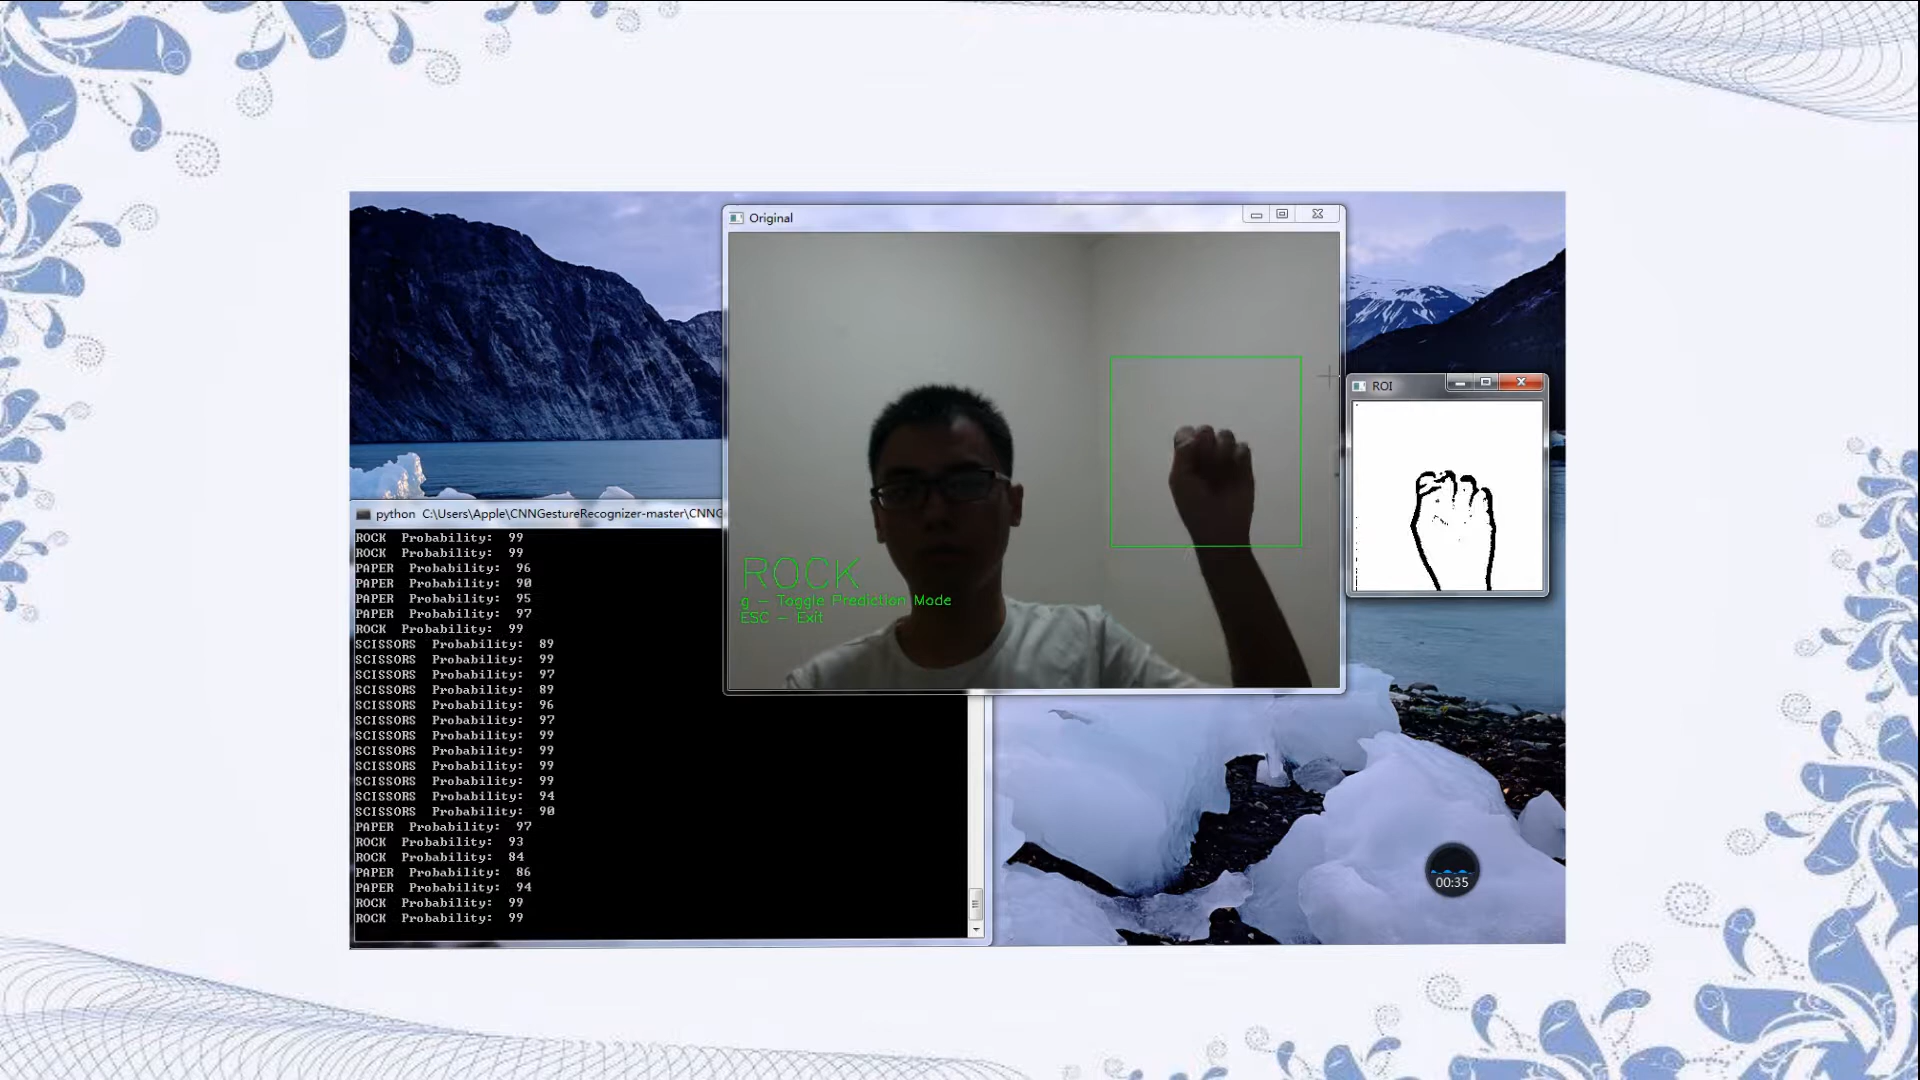 Original
ROI
python C:\Users\Apple\CNNGestureRecognizer-master\CNNG
ROCK Probability: 99
ROCK Probability: 99
PAPER Probability: 96
PAPER Probability: 90
PAPER Probability: 95
PAPER Probability: 97
ROCK Probability: 99
SCISSORS Probability: 89
SCISSORS Probability: 99
SCISSORS Probability: 97
SCISSORS Probability: 89
SCISSORS Probability: 96
SCISSORS Probability: 97
SCISSORS Probability: 99
SCISSORS Probability: 99
SCISSORS Probability: 99
SCISSORS Probability: 99
SCISSORS Probability: 94
SCISSORS Probability: 90
PAPER Probability: 97
ROCK Probability: 93
ROCK Probability: 84
PAPER Probability: 86
PAPER Probability: 94
ROCK Probability: 99
ROCK Probability: 99
ROCK
g - Toggle Prediction Mode
ESC - Exit
00:35